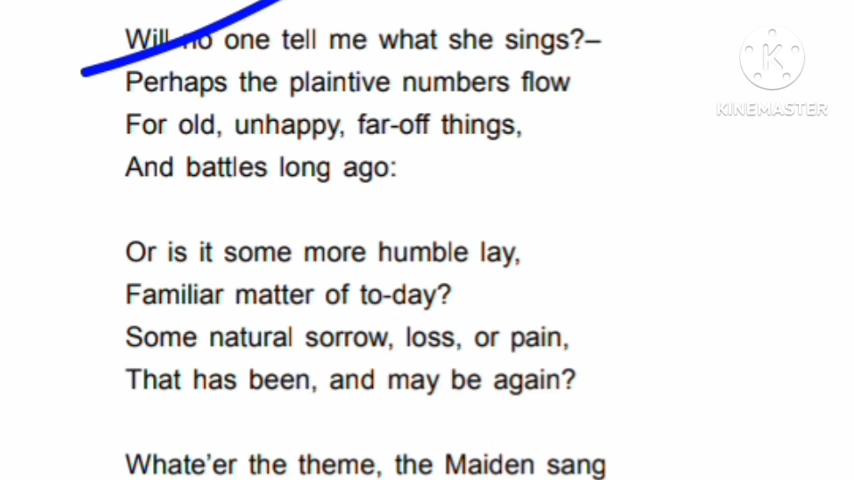 Will no one tell me what she sings?–
Perhaps the plaintive numbers flow
For old, unhappy, far-off things,
And battles long ago:
Or is it some more humble lay,
Familiar matter of to-day?
Some natural sorrow, loss, or pain,
That has been, and may be again?
Whate'er the theme, the Maiden sang
K
KINEMASTER